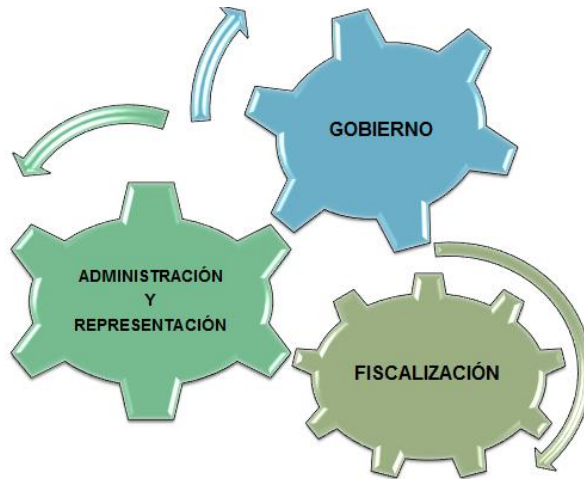 GOBIERNO
ADMINISTRACIÓN
Y
REPRESENTACIÓN
FISCALIZACIÓN